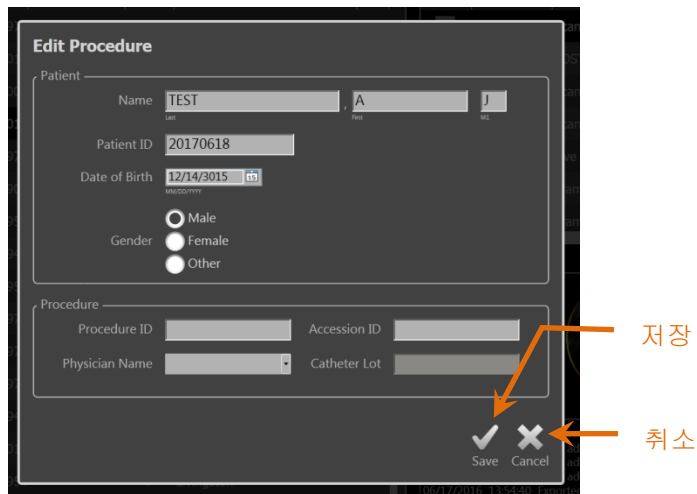 Edit Procedure
Patient
Name TEST , A J
Last First M.I.
Patient ID 20170618
Date of Birth 12/14/3015 15
MM/DD/YYYY
Male
Gender Female
Other
Procedure
Procedure ID Accession ID
저장
Physician Name Catheter Lot
취소
Save Cancel
06/17/2016, 13:54:40 Exported